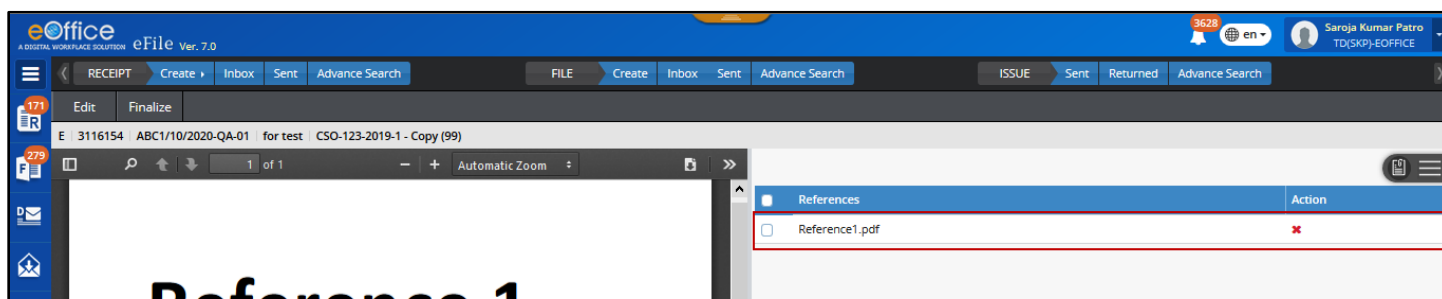 eOffice
A DIGITAL WORKPLACE SOLUTION eFile Ver. 7.0
3628 en Saroja Kumar Patro
TD(SKP)-EOFFICE
RECEIPT Create Inbox Sent Advance Search FILE Create Inbox Sent Advance Search ISSUE Sent Returned Advance Search
171 R Edit Finalize
E 3116154 ABC1/10/2020-QA-01 for test CSO-123-2019-1 - Copy (99)
279 F 1 of 1 Automatic Zoom
References Action
D Reference1.pdf
Reference 1